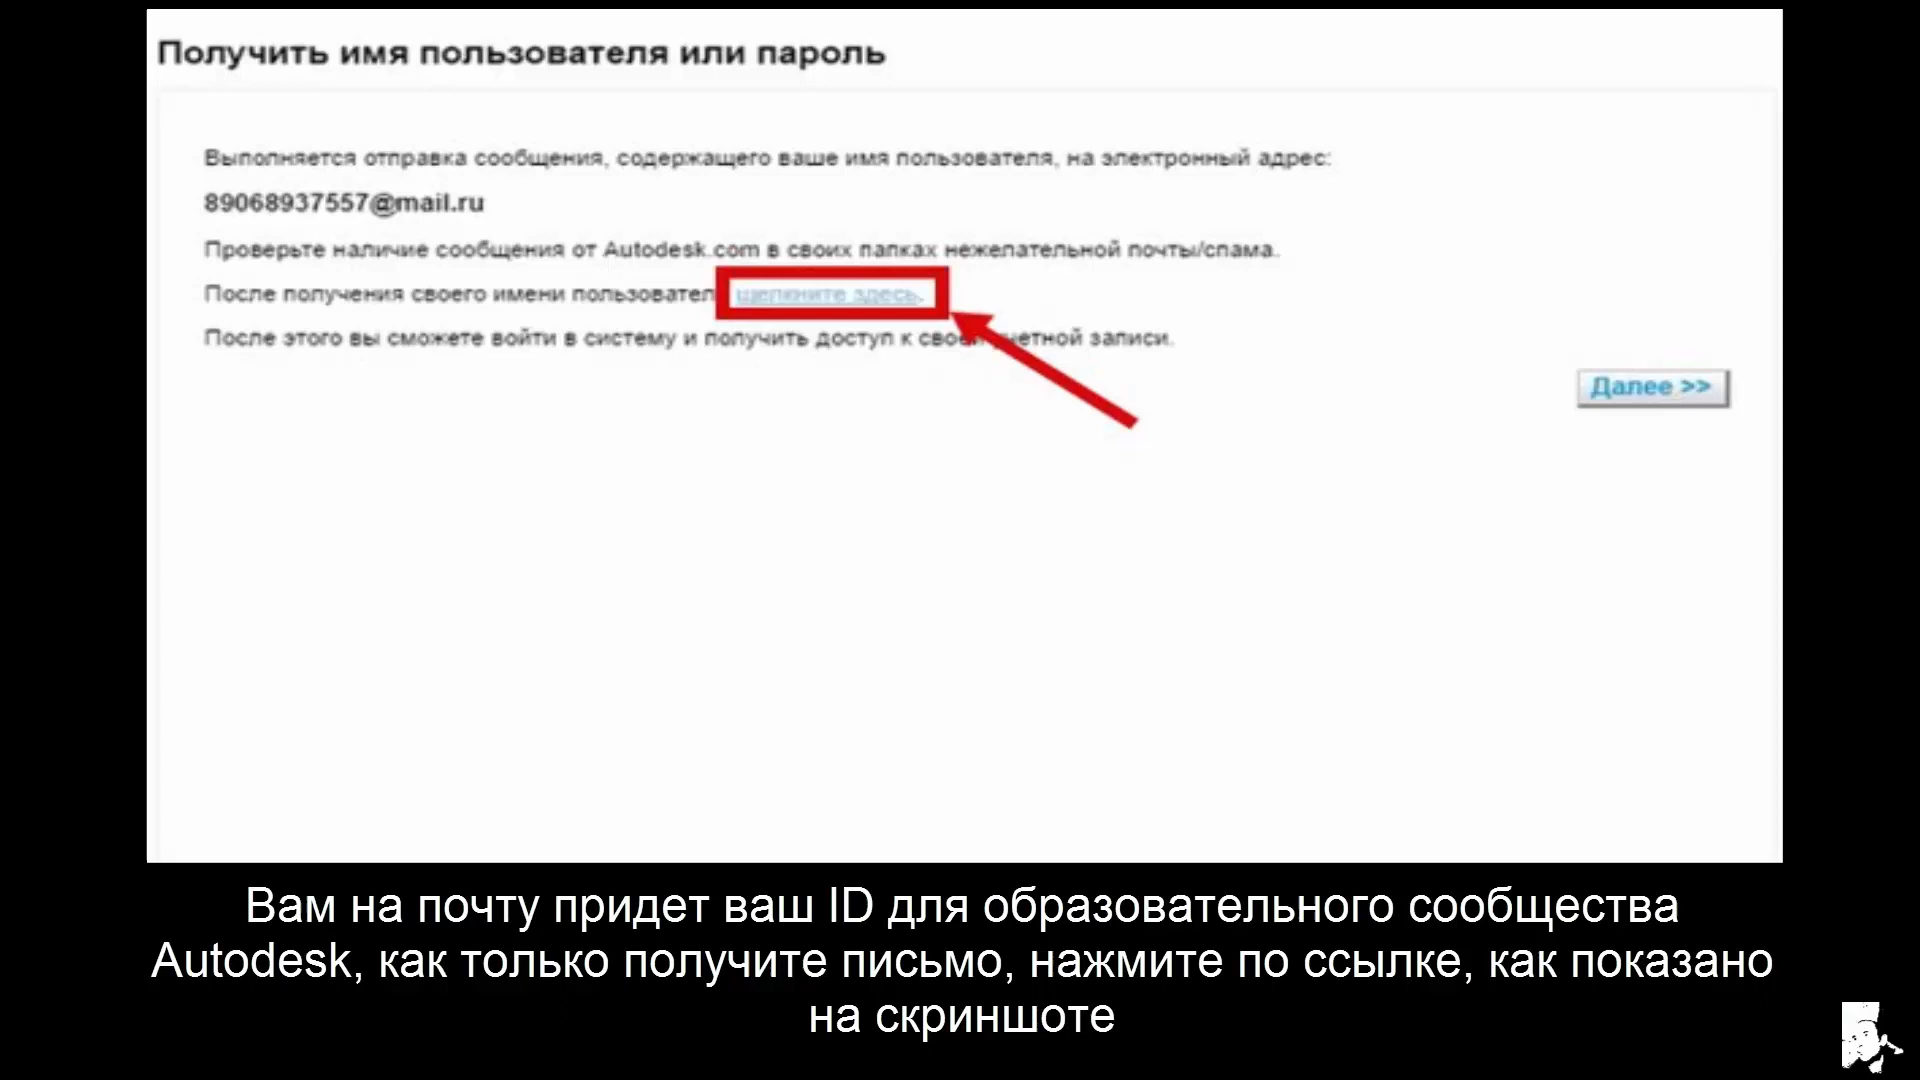 Получить имя пользователя или пароль
Выполняется отправка сообщения, содержащего ваше имя пользователя, на электронный адрес:
89068937557@mail.ru
Проверьте наличие сообщения от Autodesk.com в своих папках нежелательной почты/спама.
После получения своего имени пользовател щелкните здесь.
После этого вы сможете войти в систему и получить доступ к своей учетной записи.
Далее >>
Вам на почту придет ваш ID для образовательного сообщества
Autodesk, как только получите письмо, нажмите по ссылке, как показано
на скриншоте